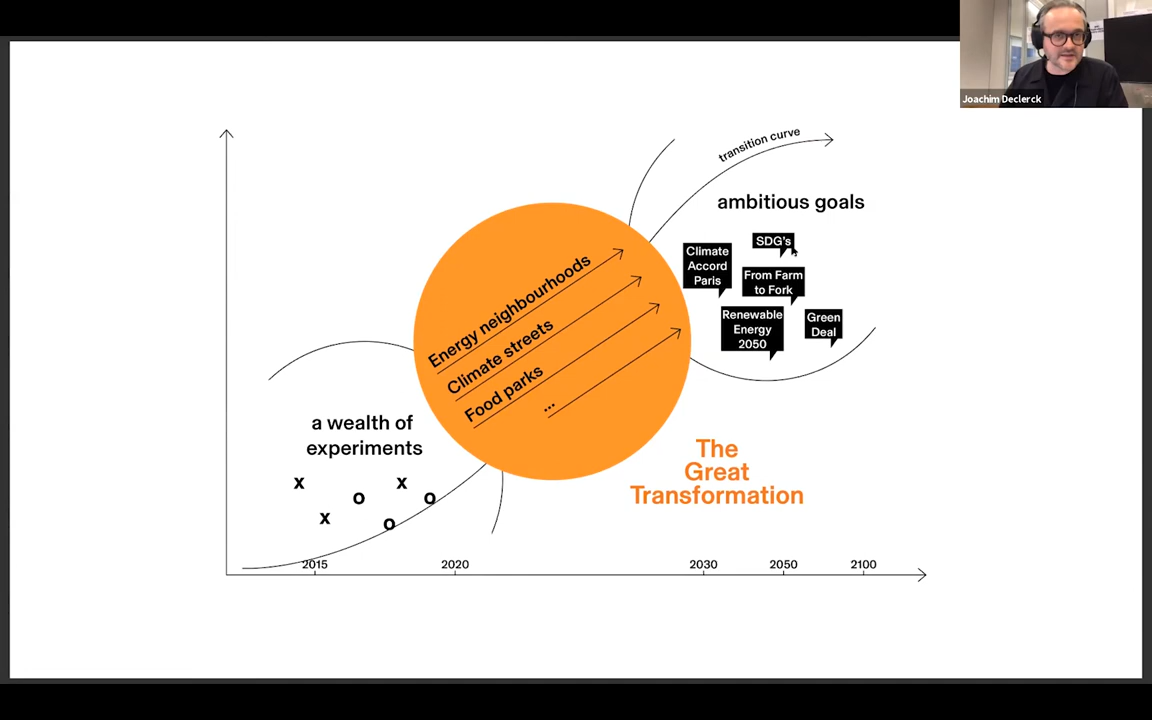 Joachim Declerck
transition curve
ambitious goals
SDG's
Climate
Accord
Paris
From Farm
to Fork
Renewable
Energy
2050
Green
Deal
Energy neighbourhoods
Climate streets
Food parks
...
a wealth of
experiments
x
x
o
o
x
o
The
Great
Transformation
2015
2020
2030
2050
2100